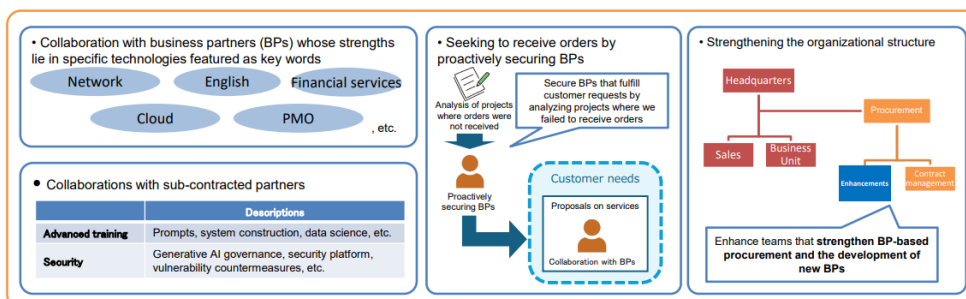 • Collaboration with business partners (BPs) whose strengths
lie in specific technologies featured as key words
Network
English
Financial services
Cloud
PMO
, etc.
• Collaborations with sub-contracted partners
Descriptions
Advanced training
Prompts, system construction, data science, etc.
Security
Generative AI governance, security platform,
vulnerability countermeasures, etc.
• Seeking to receive orders by
proactively securing BPs
Analysis of projects
where orders were
not received
Secure BPs that fulfill
customer requests by
analyzing projects where we
failed to receive orders
Proactively
securing BPs
Customer needs
Proposals on services
Collaboration with BPs
• Strengthening the organizational structure
Headquarters
Procurement
Sales
Business
Unit
Enhancements
Contract
management
Enhance teams that strengthen BP-based
procurement and the development of
new BPs